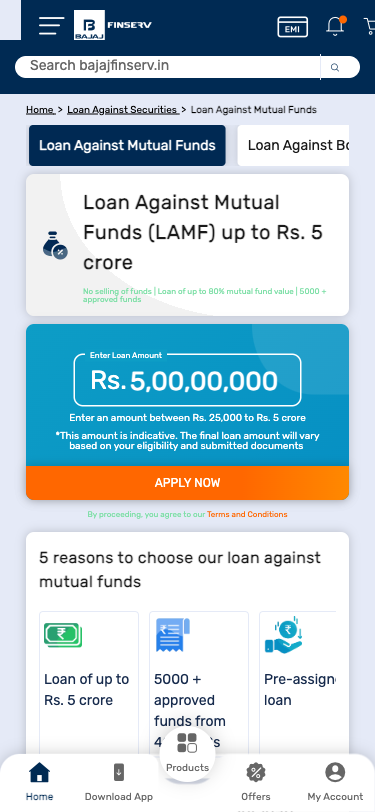 BAJAJ FINSERV
EMI
Search bajajfinserv.in
Home > Loan Against Securities > Loan Against Mutual Funds
Loan Against Mutual Funds
Loan Against Bo
Loan Against Mutual
Funds (LAMF) up to Rs. 5
crore
No selling of funds | Loan of up to 80% mutual fund value | 5000 +
approved funds
Enter Loan Amount
Rs. 5,00,00,000
Enter an amount between Rs. 25,000 to Rs. 5 crore
*This amount is indicative. The final loan amount will vary
based on your eligibility and submitted documents
APPLY NOW
By proceeding, you agree to our Terms and Conditions
5 reasons to choose our loan against
mutual funds
Loan of up to
Rs. 5 crore
5000 +
approved
funds from
Pre-assign
loan
Products
Home
Download App
Offers
My Account